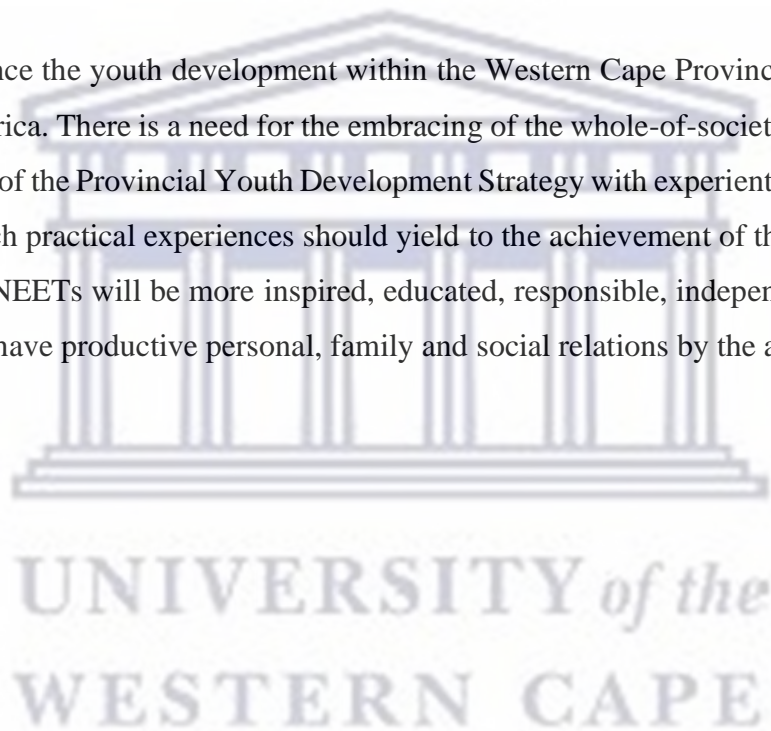 nce the youth development within the Western Cape Provinc
rica. There is a need for the embracing of the whole-of-societ
of the Provincial Youth Development Strategy with experient
ch practical experiences should yield to the achievement of th
NEETs will be more inspired, educated, responsible, indepen
have productive personal, family and social relations by the a
UNIVERSITY of the
WESTERN CAPE